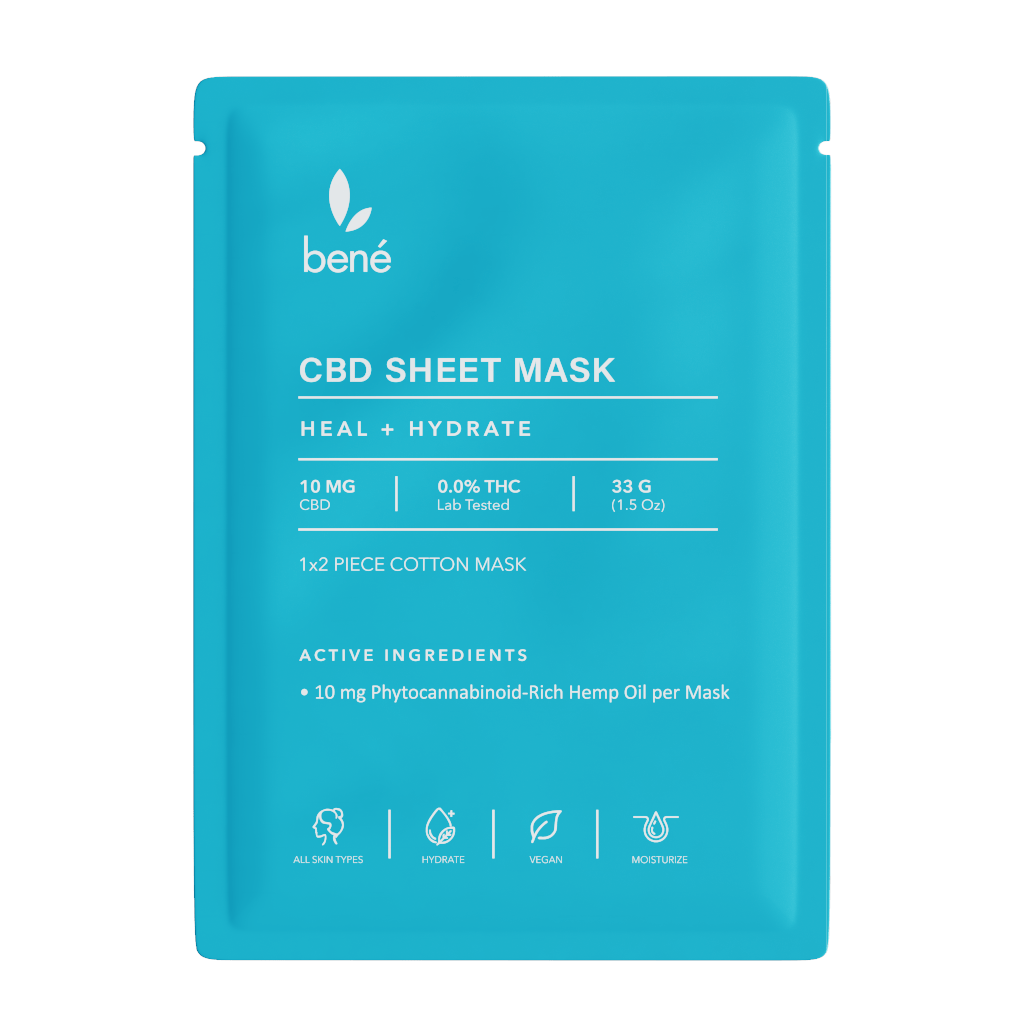 bené
CBD SHEET MASK
HEAL + HYDRATE
10 MG
CBD
0.0% THC
Lab Tested
33 G
(1.5 Oz)
1x2 PIECE COTTON MASK
ACTIVE INGREDIENTS
• 10 mg Phytocannabinoid-Rich Hemp Oil per Mask
ALL SKIN TYPES
HYDRATE
VEGAN
MOISTURIZE